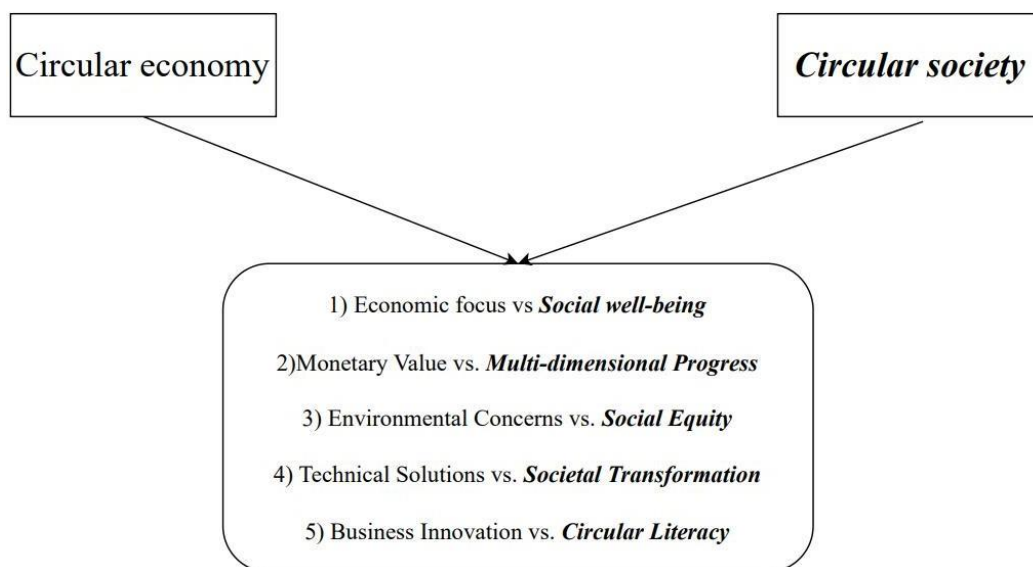 Circular economy
Circular society
1) Economic focus vs Social well-being
2)Monetary Value vs. Multi-dimensional Progress
3) Environmental Concerns vs. Social Equity
4) Technical Solutions vs. Societal Transformation
5) Business Innovation vs. Circular Literacy